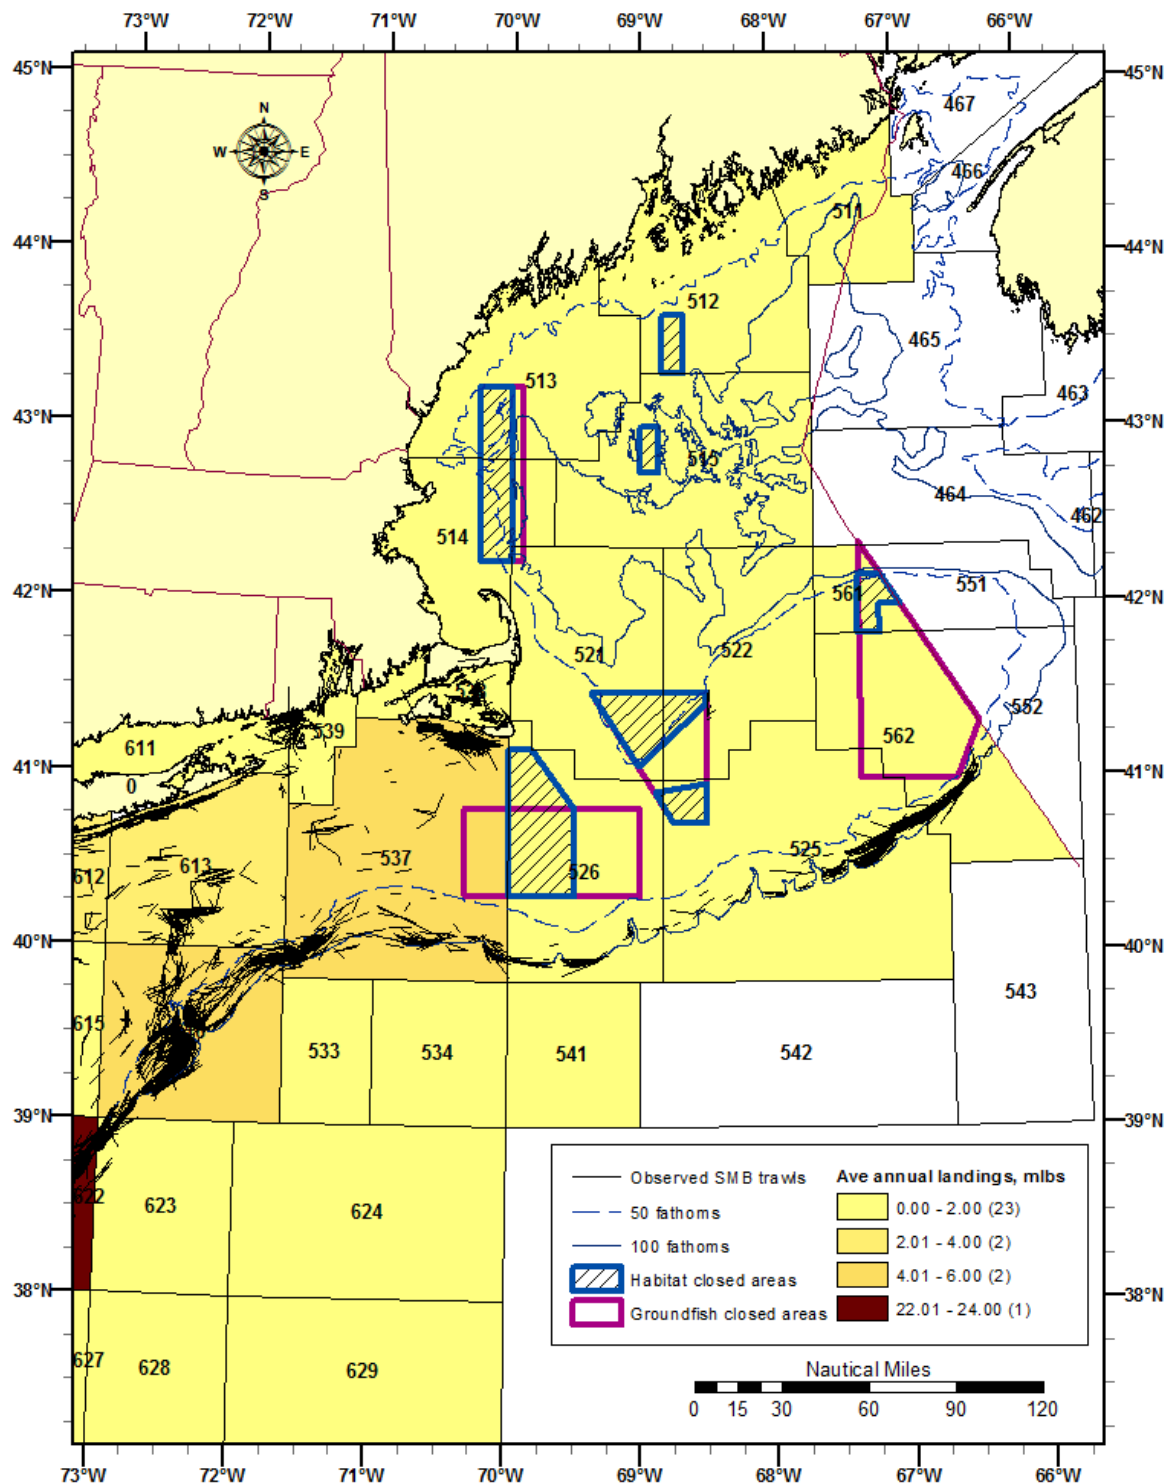 73°W 72°W 71°W 70°W 69°W 68°W 67°W 66°W
45°N 45°N
467
N
W E
S
466
511
44°N 44°N
512
465
513
463
43°N 43°N
515
464
462
514
42°N 42°N
551
561
521 522
552
539
562
611
41°N 41°N
0
525
537
613
526
612
40°N 40°N
543
615
533 534 541 542
39°N 39°N
Observed SMB trawls
50 fathoms
100 fathoms
Habitat closed areas
Groundfish closed areas
Ave annual landings, mlbs
0.00 - 2.00 (23)
2.01 - 4.00 (2)
4.01 - 6.00 (2)
22.01 - 24.00 (1)
622
623 624
38°N 38°N
627
628 629
Nautical Miles
0 15 30 60 90 120
73°W 72°W 71°W 70°W 69°W 68°W 67°W 66°W